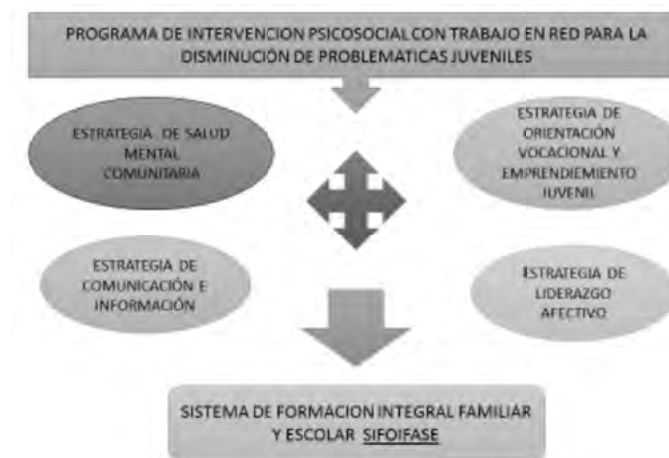 PROGRAMA DE INTERVENCION PSICOSOCIAL CON TRABAJO EN RED PARA LA
DISMINUCIÓN DE PROBLEMATICAS JUVENILES
ESTRATEGIA DE SALUD
MENTAL
COMUNITARIA
ESTRATEGIA DE
ORIENTACIÓN
VOCACIONAL Y
EMPRENDIEMIENTO
JUVENIL
ESTRATEGIA DE
COMUNICACIÓN E
INFORMACIÓN
ESTRATEGIA DE
LIDERAZGO
AFECTIVO
SISTEMA DE FORMACION INTEGRAL FAMILIAR
Y ESCOLAR SIFOIFASE